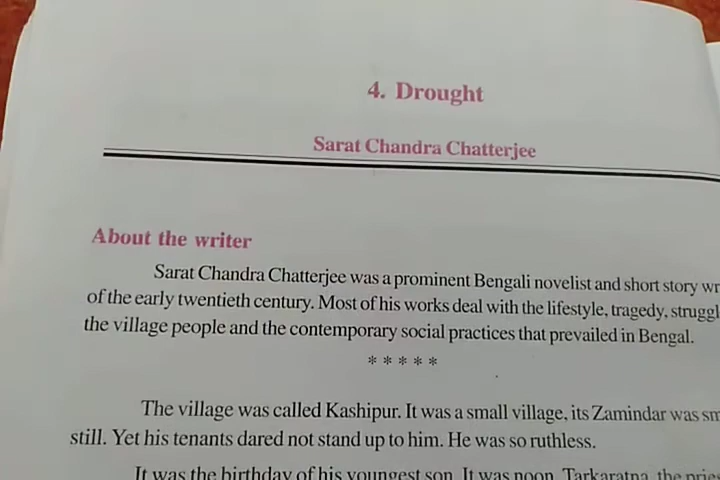 4. Drought
Sarat Chandra Chatterjee
About the writer
Sarat Chandra Chatterjee was a prominent Bengali novelist and short story
of the early twentieth century. Most of his works deal with the lifestyle, tragedy,
the village people and the contemporary social practices that prevailed in Bengal.
*****
The village was called Kashipur. It was a small village, its Zamindar was
still. Yet his tenants dared not stand up to him. He was so ruthless.
It was the birthday of his youngest son. It was noon. Tarkaratna, the